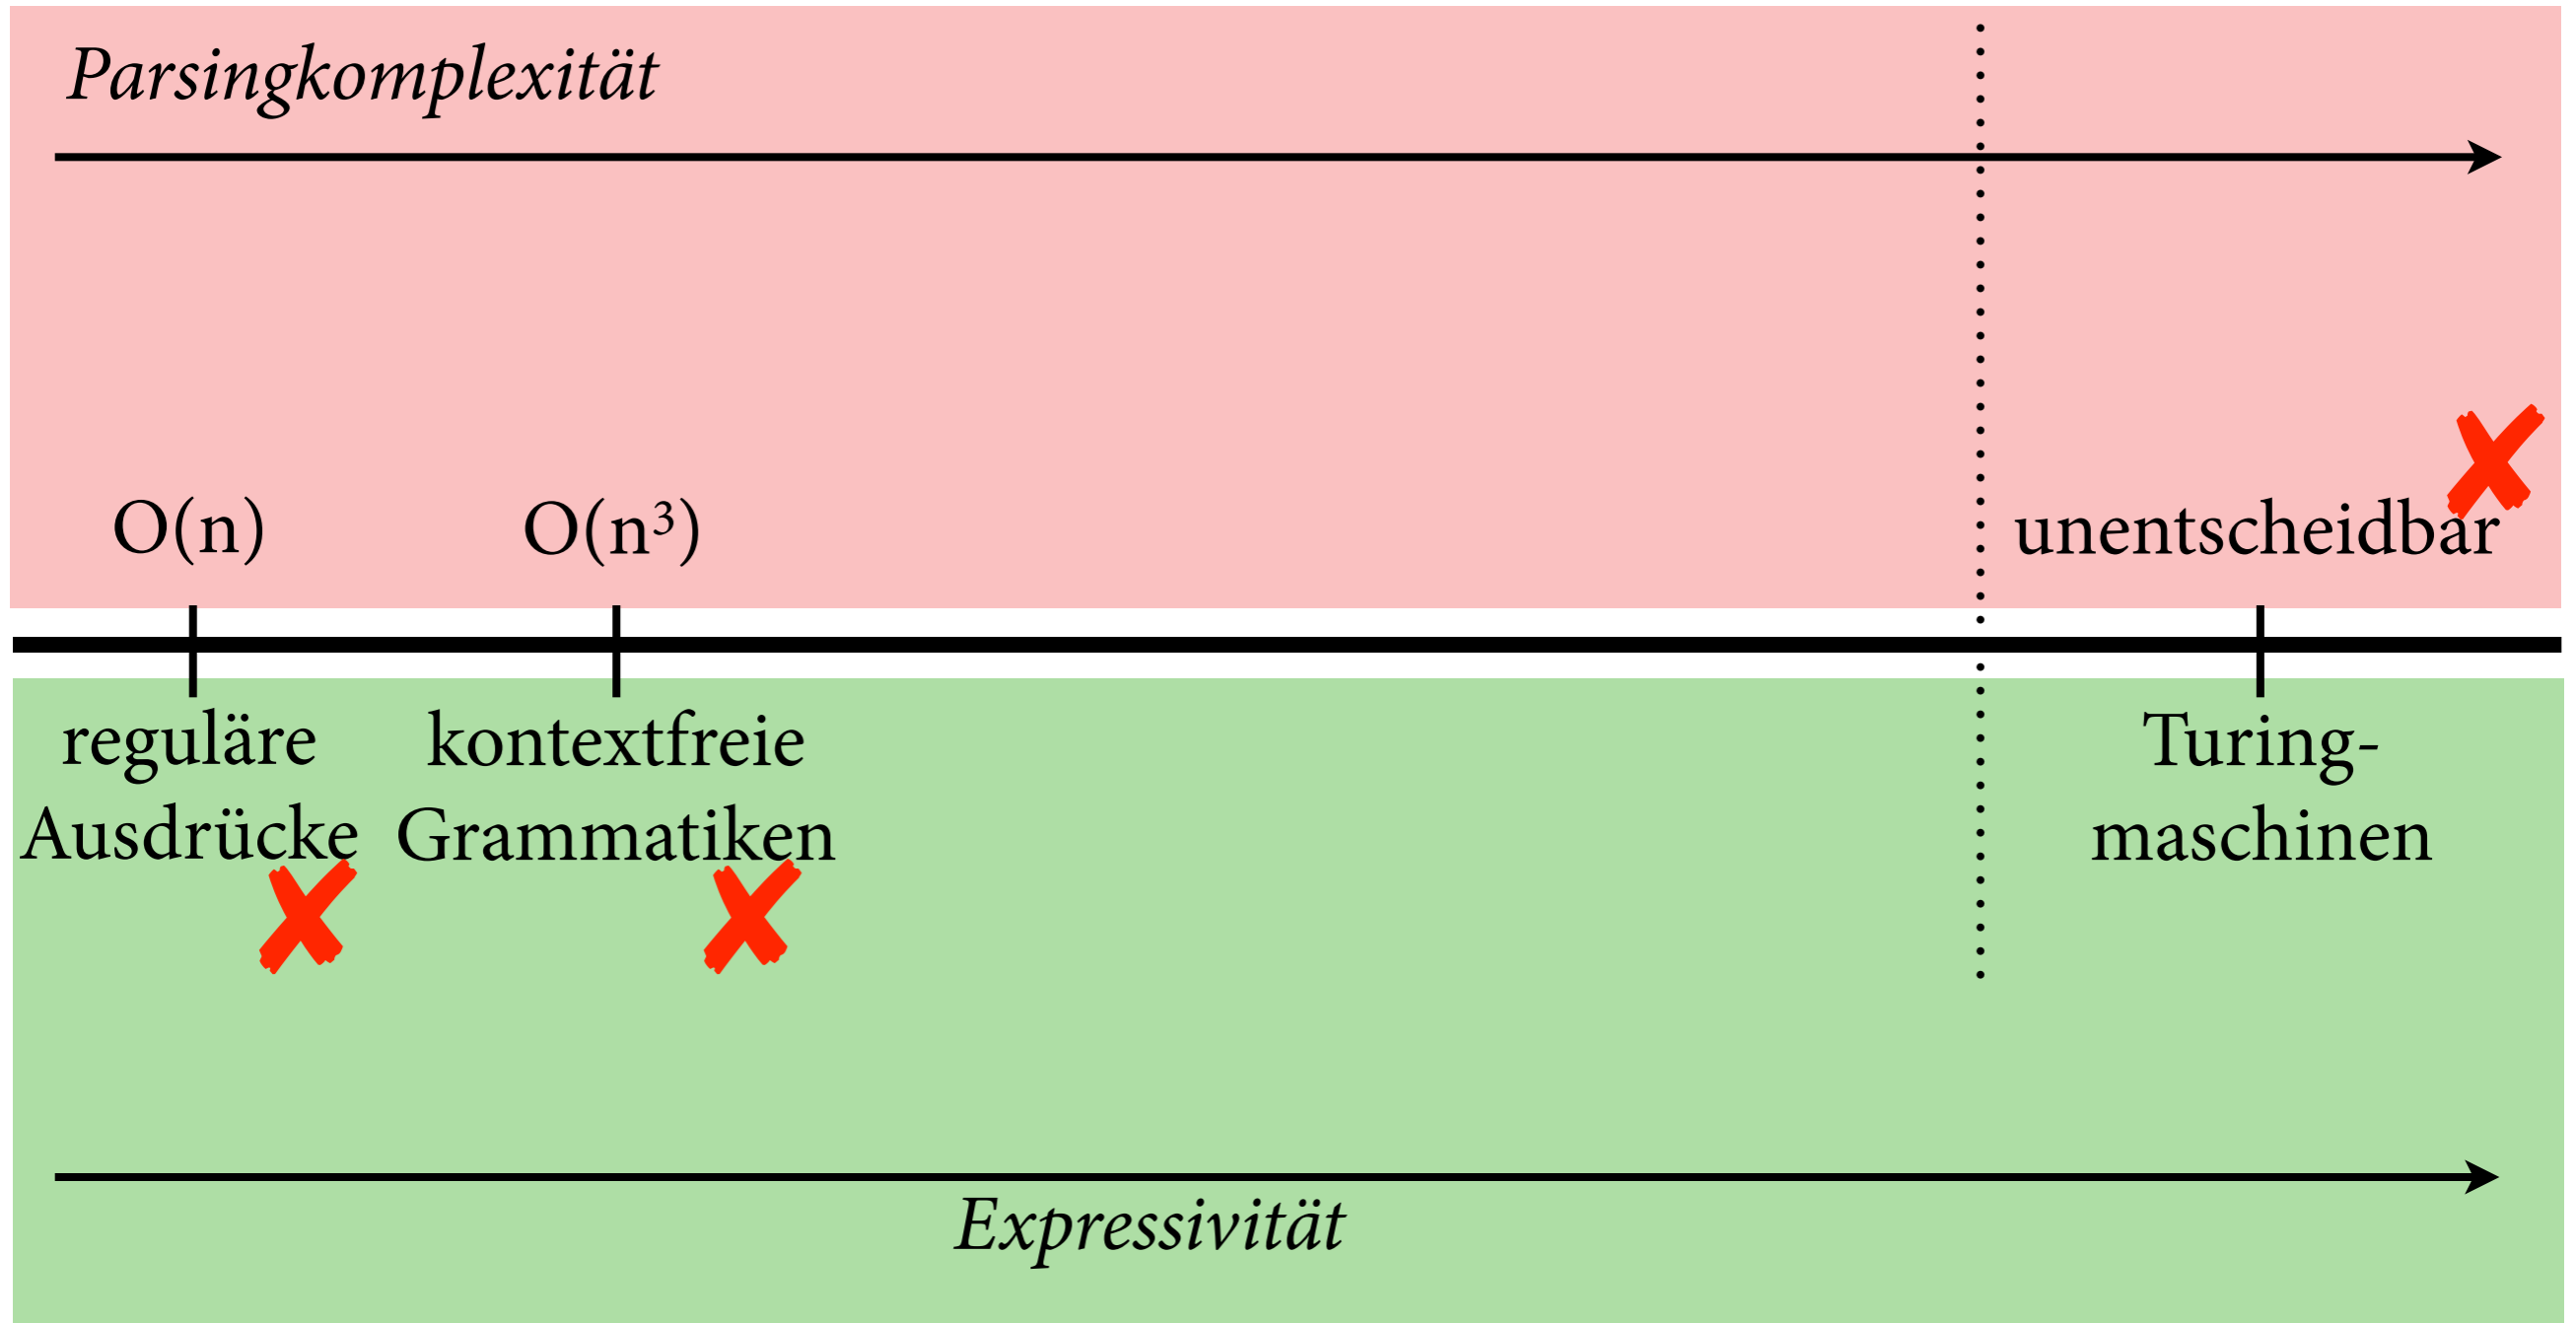 Parsingkomplexität
O(n)
O(n³)
unentscheidbar
reguläre
Ausdrücke
kontextfreie
Grammatiken
Turing-
maschinen
Expressivität